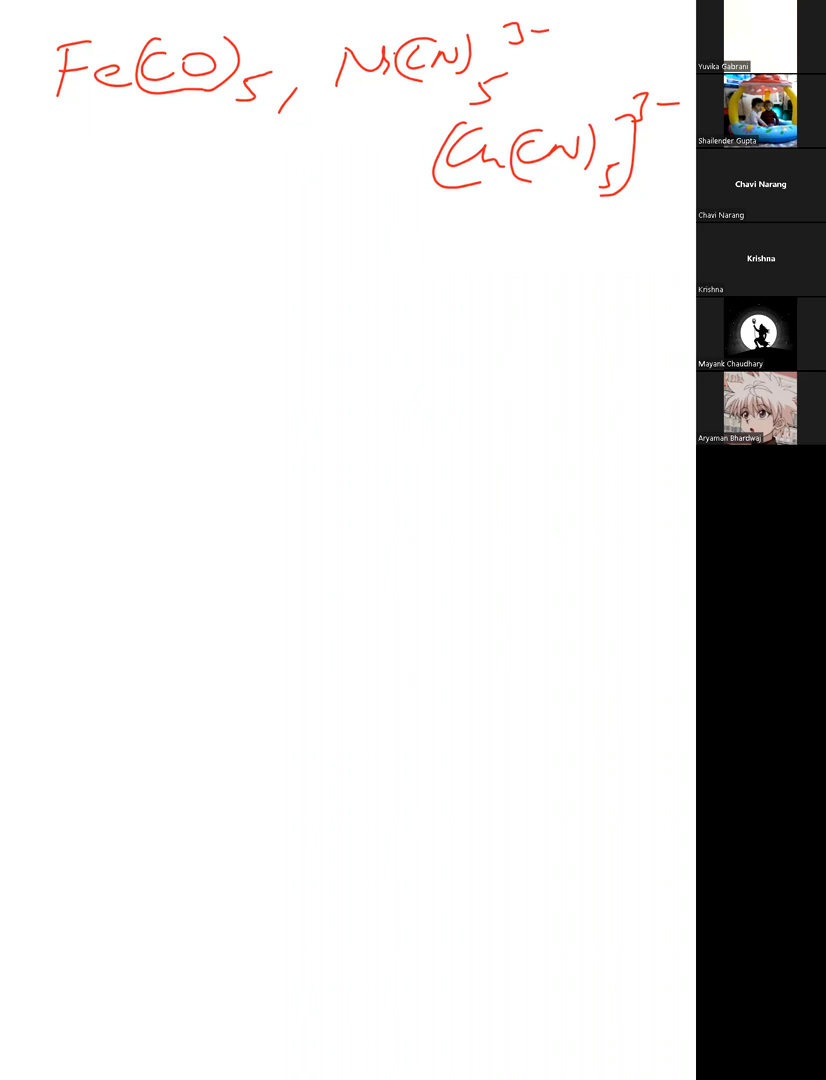 Fe(CO)5, Ni(CN)5 3-
[Cu(CN)5]3-
Yuvika Gabrani
Shailender Gupta
Chavi Narang
Chavi Narang
Krishna
Krishna
Mayank Chaudhary
Aryaman Bhardwaj